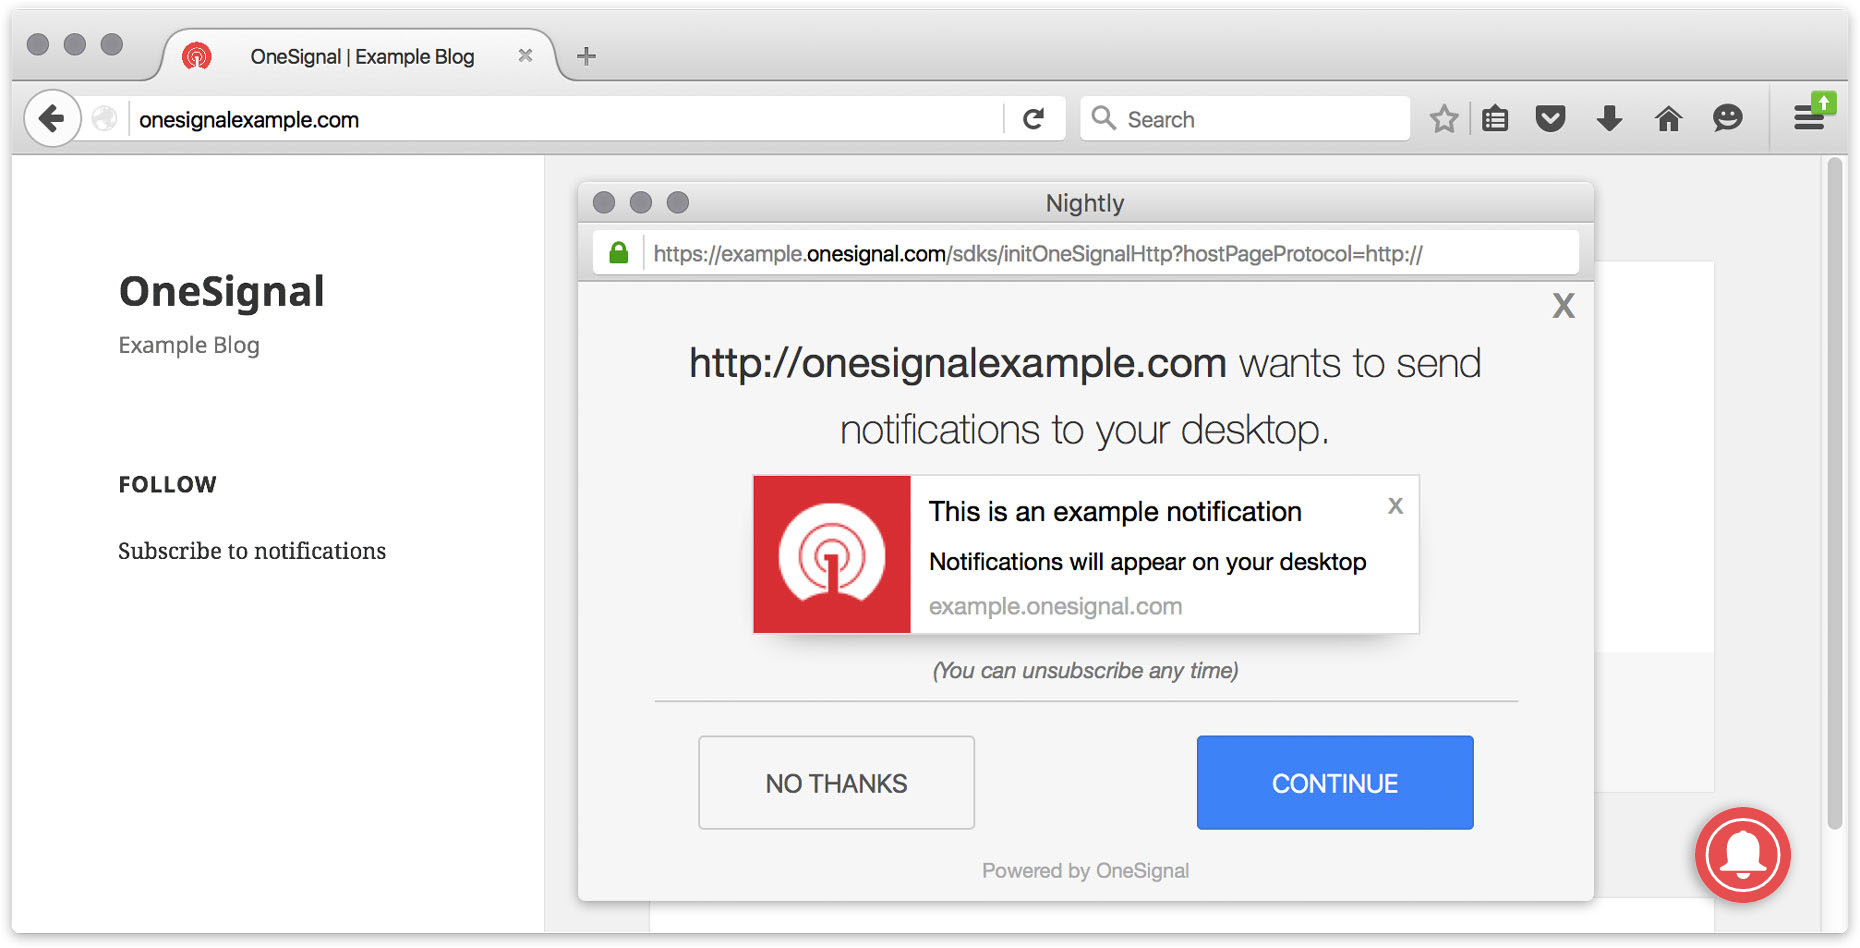 OneSignal | Example Blog
onesignalexample.com
Search
OneSignal
Example Blog
FOLLOW
Subscribe to notifications
Nightly
https://example.onesignal.com/sdks/initOneSignalHttp?hostPageProtocol=http://
X
http://onesignalexample.com wants to send
notifications to your desktop.
This is an example notification
X
Notifications will appear on your desktop
example.onesignal.com
(You can unsubscribe any time)
NO THANKS
CONTINUE
Powered by OneSignal